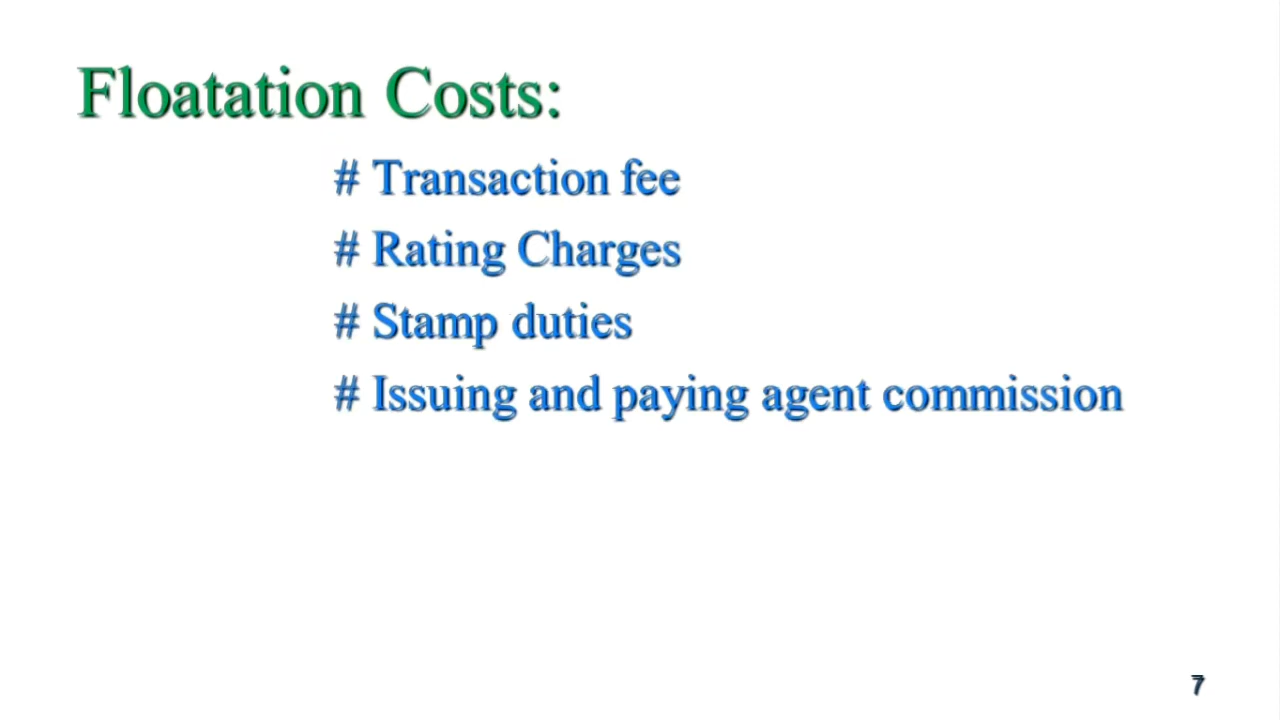 Floatation Costs:
# Transaction fee
# Rating Charges
# Stamp duties
# Issuing and paying agent commission
7